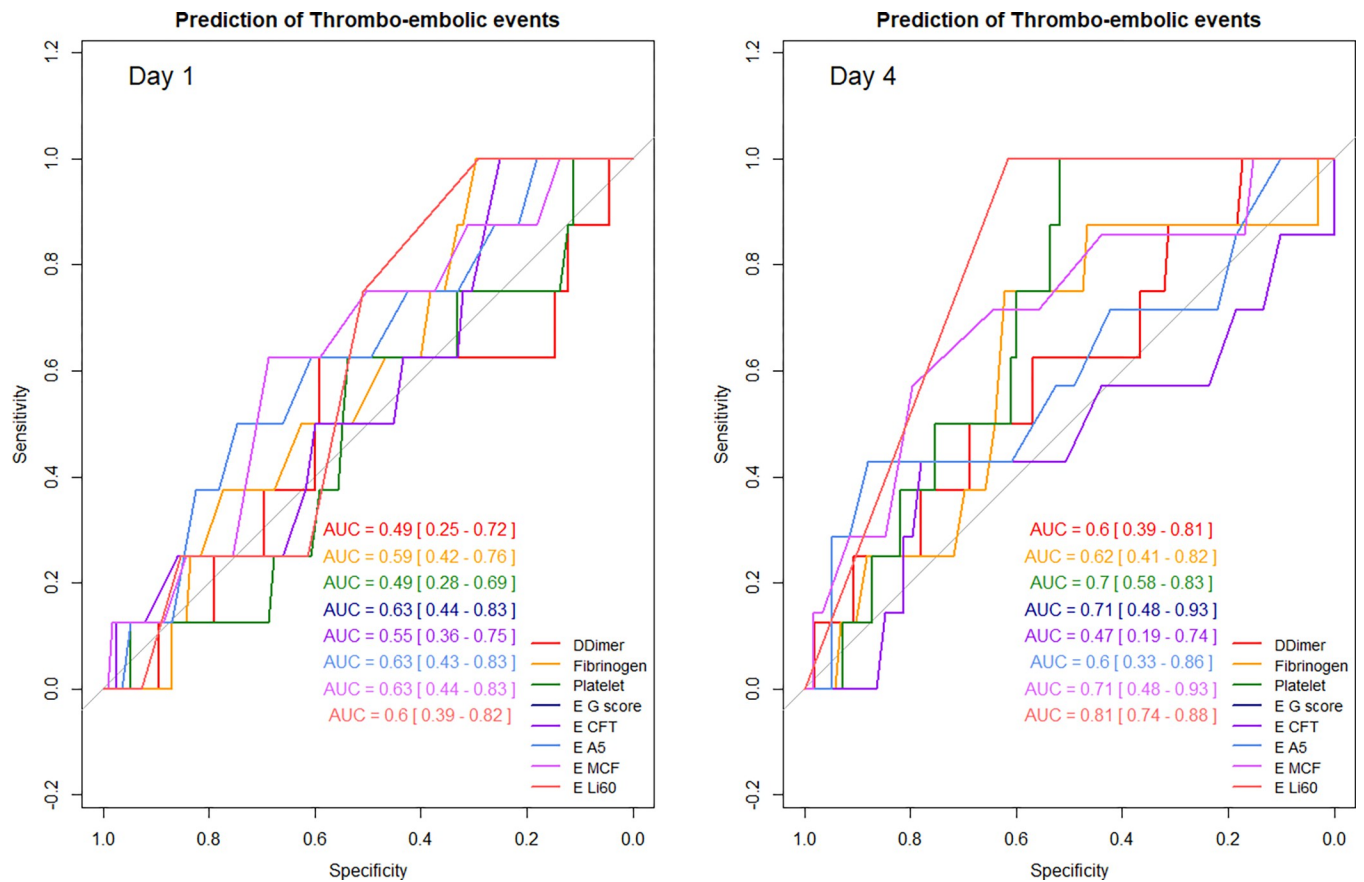 Prediction of Thrombo-embolic events
Day 1
1.2
1.0
0.8
0.6
0.4
0.2
0.0
-0.2
Sensitivity
AUC = 0.49 [ 0.25 - 0.72 ]
AUC = 0.59 [ 0.42 - 0.76 ]
AUC = 0.49 [ 0.28 - 0.69 ]
AUC = 0.63 [ 0.44 - 0.83 ]
AUC = 0.55 [ 0.36 - 0.75 ]
AUC = 0.63 [ 0.43 - 0.83 ]
AUC = 0.63 [ 0.44 - 0.83 ]
AUC = 0.6 [ 0.39 - 0.82 ]
DDimer
Fibrinogen
Platelet
E G score
E CFT
E A5
E MCF
E Li60
1.0 0.8 0.6 0.4 0.2 0.0
Specificity
Prediction of Thrombo-embolic events
Day 4
1.2
1.0
0.8
0.6
0.4
0.2
0.0
-0.2
Sensitivity
AUC = 0.6 [ 0.39 - 0.81 ]
AUC = 0.62 [ 0.41 - 0.82 ]
AUC = 0.7 [ 0.58 - 0.83 ]
AUC = 0.71 [ 0.48 - 0.93 ]
AUC = 0.47 [ 0.19 - 0.74 ]
AUC = 0.6 [ 0.33 - 0.86 ]
AUC = 0.71 [ 0.48 - 0.93 ]
AUC = 0.81 [ 0.74 - 0.88 ]
DDimer
Fibrinogen
Platelet
E G score
E CFT
E A5
E MCF
E Li60
1.0 0.8 0.6 0.4 0.2 0.0
Specificity